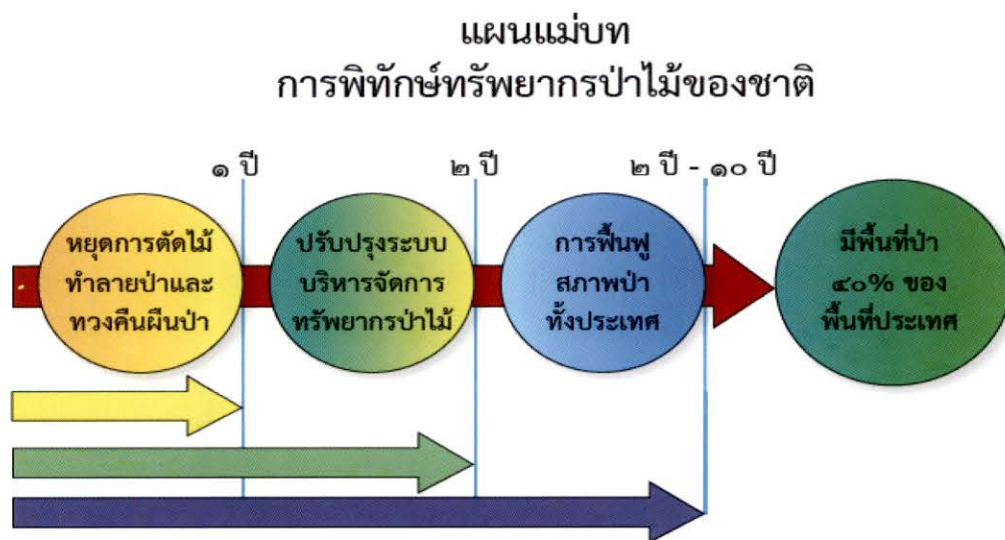 แผนแม่บท
การพิทักษ์ทรัพยากรป่าไม้ของชาติ
๑ ปี
๒ ปี
๒ ปี - ๑๐ ปี
หยุดการตัดไม้
ทำลายป่าและ
ทวงคืนผืนป่า
ปรับปรุงระบบ
บริหารจัดการ
ทรัพยากรป่าไม้
การฟื้นฟู
สภาพป่า
ทั้งประเทศ
มีพื้นที่ป่า
๔๐% ของ
พื้นที่ประเทศ